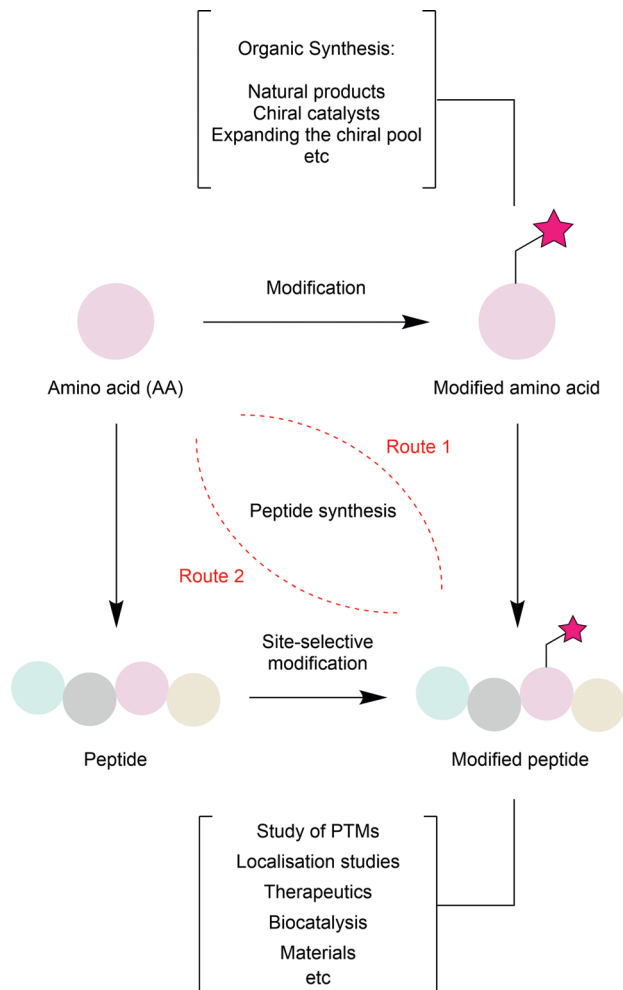 Organic Synthesis:
Natural products
Chiral catalysts
Expanding the chiral pool
etc
Modification
Amino acid (AA)
Modified amino acid
Route 1
Peptide synthesis
Route 2
Site-selective
modification
Peptide
Modified peptide
Study of PTMs
Localisation studies
Therapeutics
Biocatalysis
Materials
etc